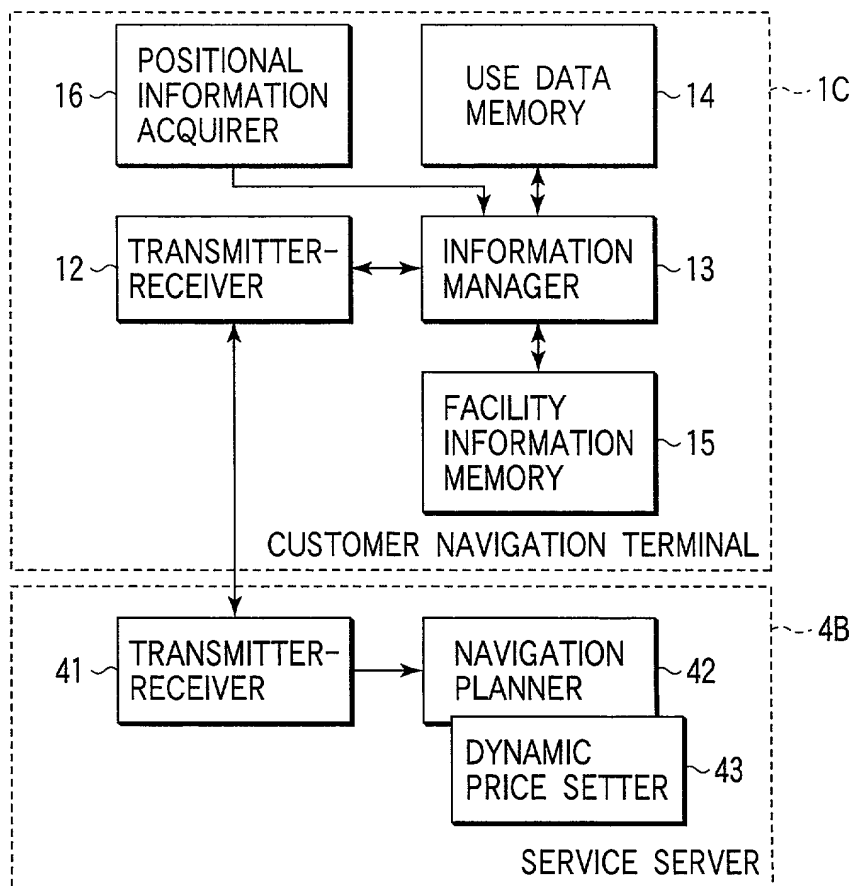 POSITIONAL
INFORMATION
ACQUIRER
16
USE DATA
MEMORY
14
1C
TRANSMITTER-
RECEIVER
12
INFORMATION
MANAGER
13
FACILITY
INFORMATION
MEMORY
15
CUSTOMER NAVIGATION TERMINAL
TRANSMITTER-
RECEIVER
41
NAVIGATION
PLANNER
42
4B
DYNAMIC
PRICE SETTER
43
SERVICE SERVER